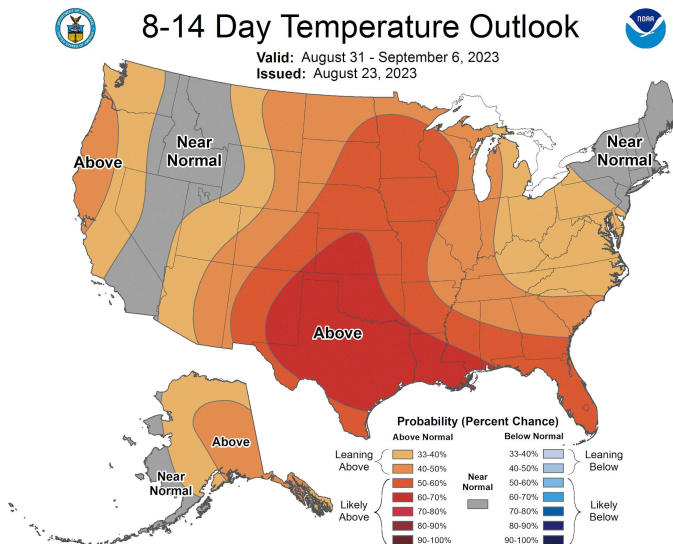 8-14 Day Temperature Outlook
NOAA
Valid: August 31 - September 6, 2023
Issued: August 23, 2023
Near
Normal
Above
Near
Normal
Above
Above
Near
Normal
Probability (Percent Chance)
Above Normal
Below Normal
Leaning
Above
33-40%
40-50%
Likely
Above
50-60%
60-70%
70-80%
80-90%
90-100%
Near
Normal
33-40%
40-50%
50-60%
60-70%
70-80%
80-90%
90-100%
Leaning
Below
Likely
Below